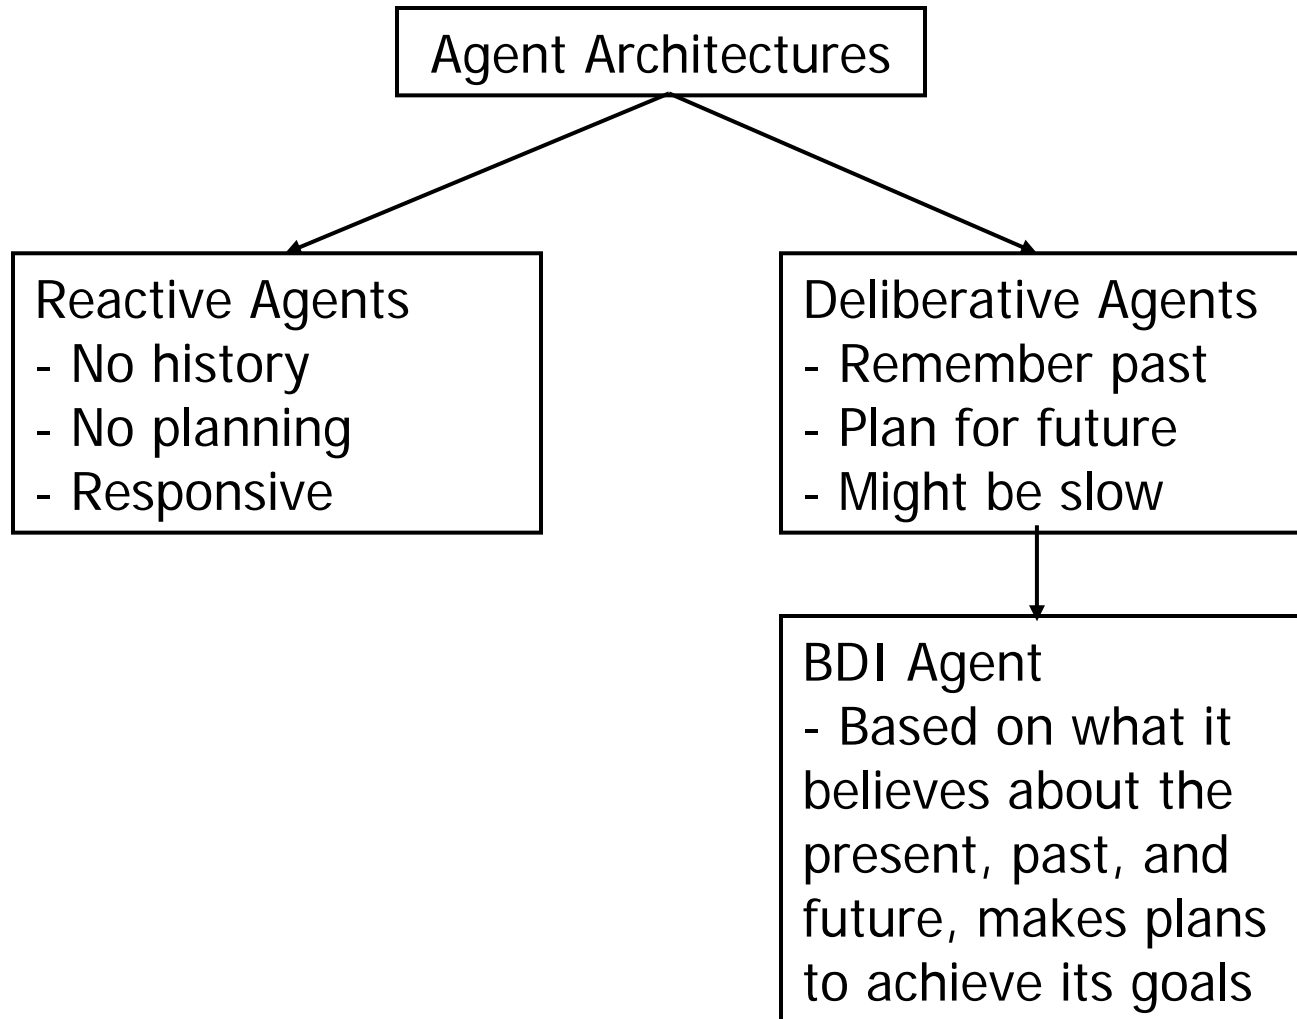 Agent Architectures
Reactive Agents
- No history
- No planning
- Responsive
Deliberative Agents
- Remember past
- Plan for future
- Might be slow
BDI Agent
- Based on what it
believes about the
present, past, and
future, makes plans
to achieve its goals